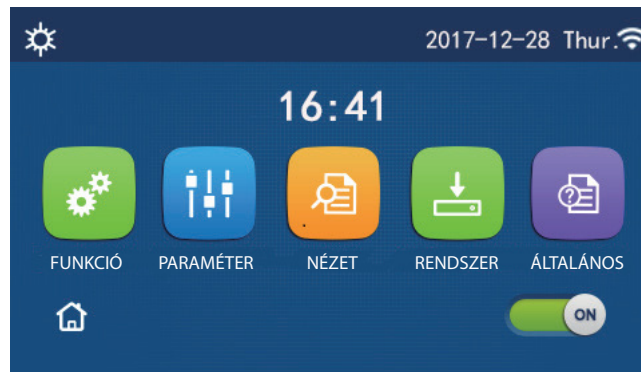 2017-12-28 Thur.
16:41
FUNKCIÓ PARAMÉTER NÉZET RENDSZER ÁLTALÁNOS
ON